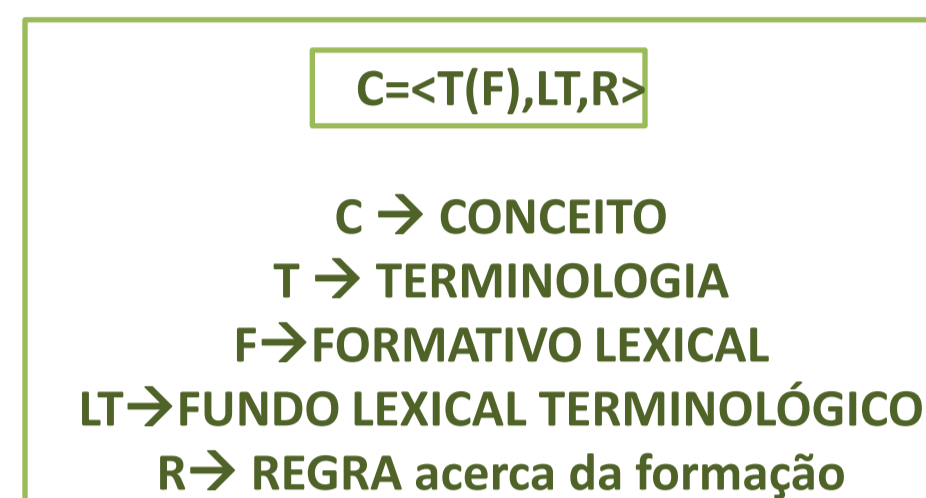 C=<T(F),LT,R>
C → CONCEITO
T → TERMINOLOGIA
F→FORMATIVO LEXICAL
LT→FUNDO LEXICAL TERMINOLÓGICO
R→ REGRA acerca da formação